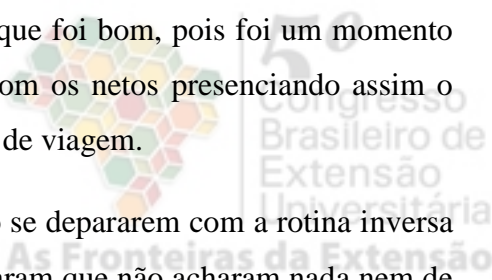 que foi bom, pois foi um momento
om os netos presenciando assim o
de viagem.
se depararem com a rotina inversa
aram que não acharam nada nem de
5º
Congresso
Brasileiro de
Extensão
Universitária
As Fronteiras da Extensão